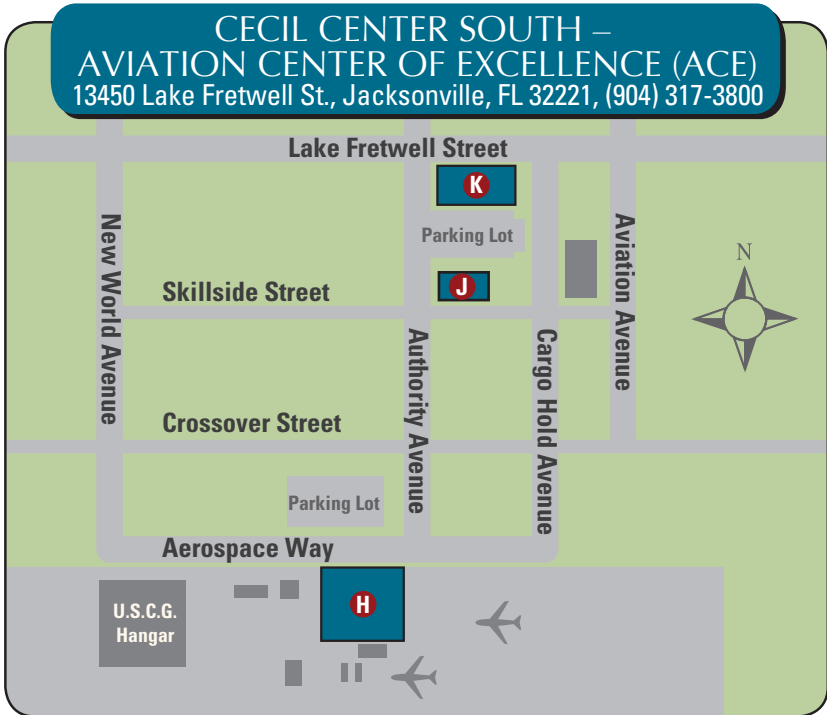 CECIL CENTER SOUTH –
AVIATION CENTER OF EXCELLENCE (ACE)
13450 Lake Fretwell St., Jacksonville, FL 32221, (904) 317-3800
Lake Fretwell Street
K
Parking Lot
New World Avenue
Aviation Avenue
N
J
Skillside Street
Authority Avenue
Cargo Hold Avenue
Crossover Street
Parking Lot
Aerospace Way
H
U.S.C.G.
Hangar